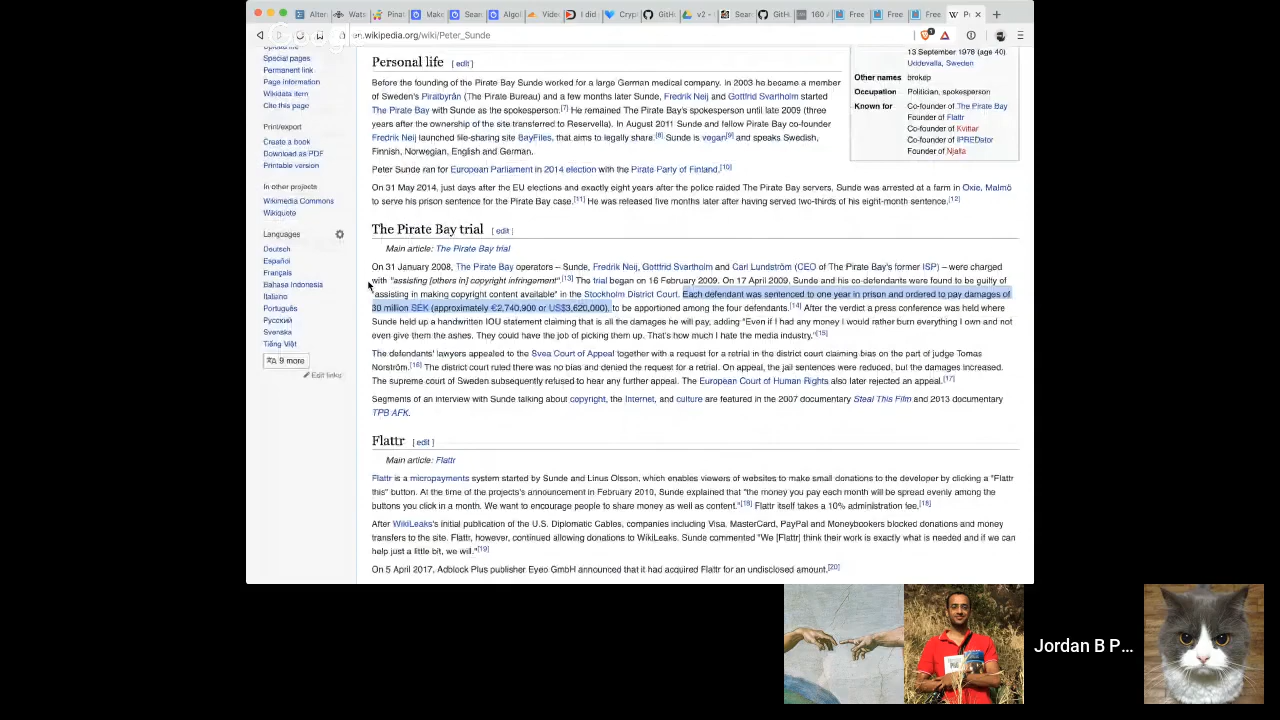 Altern
Wats
Pinat
Make
Sear
Algo
Video
I did
Cryp
GitH
v2 -
Sear
GitH
160
Free
Free
Free
en.wikipedia.org/wiki/Peter_Sunde
Special pages
Permanent link
Page information
Wikidata item
Cite this page
Print/export
Create a book
Download as PDF
Printable version
In other projects
Wikimedia Commons
Wikiquote
Languages
Deutsch
Español
Français
Bahasa Indonesia
Italiano
Português
Русский
Svenska
Tiếng Việt
9 more
Edit links
Personal life [ edit ]
Before the founding of the Pirate Bay Sunde worked for a large German medical company. In 2003 he became a member
of Sweden's Piratbyrån (The Pirate Bureau) and a few months later Sunde, Fredrik Neij and Gottfrid Svartholm started
The Pirate Bay with Sunde as the spokesperson.[7] He remained The Pirate Bay's spokesperson until late 2009 (three
years after the ownership of the site transferred to Reservella). In August 2011 Sunde and fellow Pirate Bay co-founder
Fredrik Neij launched file-sharing site BayFiles, that aims to legally share.[8] Sunde is vegan[9] and speaks Swedish,
Finnish, Norwegian, English and German.
Peter Sunde ran for European Parliament in 2014 election with the Pirate Party of Finland.[10]
On 31 May 2014, just days after the EU elections and exactly eight years after the police raided The Pirate Bay servers, Sunde was arrested at a farm in Oxie, Malmö
to serve his prison sentence for the Pirate Bay case.[11] He was released five months later after having served two-thirds of his eight-month sentence.[12]
13 September 1978 (age 40)
Uddevalla, Sweden
Other names brokep
Occupation Politician, spokesperson
Known for Co-founder of The Pirate Bay
Founder of Flattr
Co-founder of Kvittar
Co-founder of IPREDator
Founder of Njalla
The Pirate Bay trial [ edit ]
Main article: The Pirate Bay trial
On 31 January 2008, The Pirate Bay operators – Sunde, Fredrik Neij, Gottfrid Svartholm and Carl Lundström (CEO of The Pirate Bay's former ISP) – were charged
with "assisting [others in] copyright infringement".[13] The trial began on 16 February 2009. On 17 April 2009, Sunde and his co-defendants were found to be guilty of
"assisting in making copyright content available" in the Stockholm District Court. Each defendant was sentenced to one year in prison and ordered to pay damages of
30 million SEK (approximately €2,740,900 or US$3,620,000), to be apportioned among the four defendants.[14] After the verdict a press conference was held where
Sunde held up a handwritten IOU statement claiming that is all the damages he will pay, adding "Even if I had any money I would rather burn everything I own and not
even give them the ashes. They could have the job of picking them up. That's how much I hate the media industry."[15]
The defendants' lawyers appealed to the Svea Court of Appeal together with a request for a retrial in the district court claiming bias on the part of judge Tomas
Norström.[16] The district court ruled there was no bias and denied the request for a retrial. On appeal, the jail sentences were reduced, but the damages increased.
The supreme court of Sweden subsequently refused to hear any further appeal. The European Court of Human Rights also later rejected an appeal.[17]
Segments of an interview with Sunde talking about copyright, the Internet, and culture are featured in the 2007 documentary Steal This Film and 2013 documentary
TPB AFK.
Flattr [ edit ]
Main article: Flattr
Flattr is a micropayments system started by Sunde and Linus Olsson, which enables viewers of websites to make small donations to the developer by clicking a "Flattr
this" button. At the time of the projects's announcement in February 2010, Sunde explained that "the money you pay each month will be spread evenly among the
buttons you click in a month. We want to encourage people to share money as well as content."[18] Flattr itself takes a 10% administration fee.[18]
After WikiLeaks's initial publication of the U.S. Diplomatic Cables, companies including Visa, MasterCard, PayPal and Moneybookers blocked donations and money
transfers to the site. Flattr, however, continued allowing donations to WikiLeaks. Sunde commented "We [Flattr] think their work is exactly what is needed and if we can
help just a little bit, we will."[19]
On 5 April 2017, Adblock Plus publisher Eyeo GmbH announced that it had acquired Flattr for an undisclosed amount.[20]
Jordan B P...